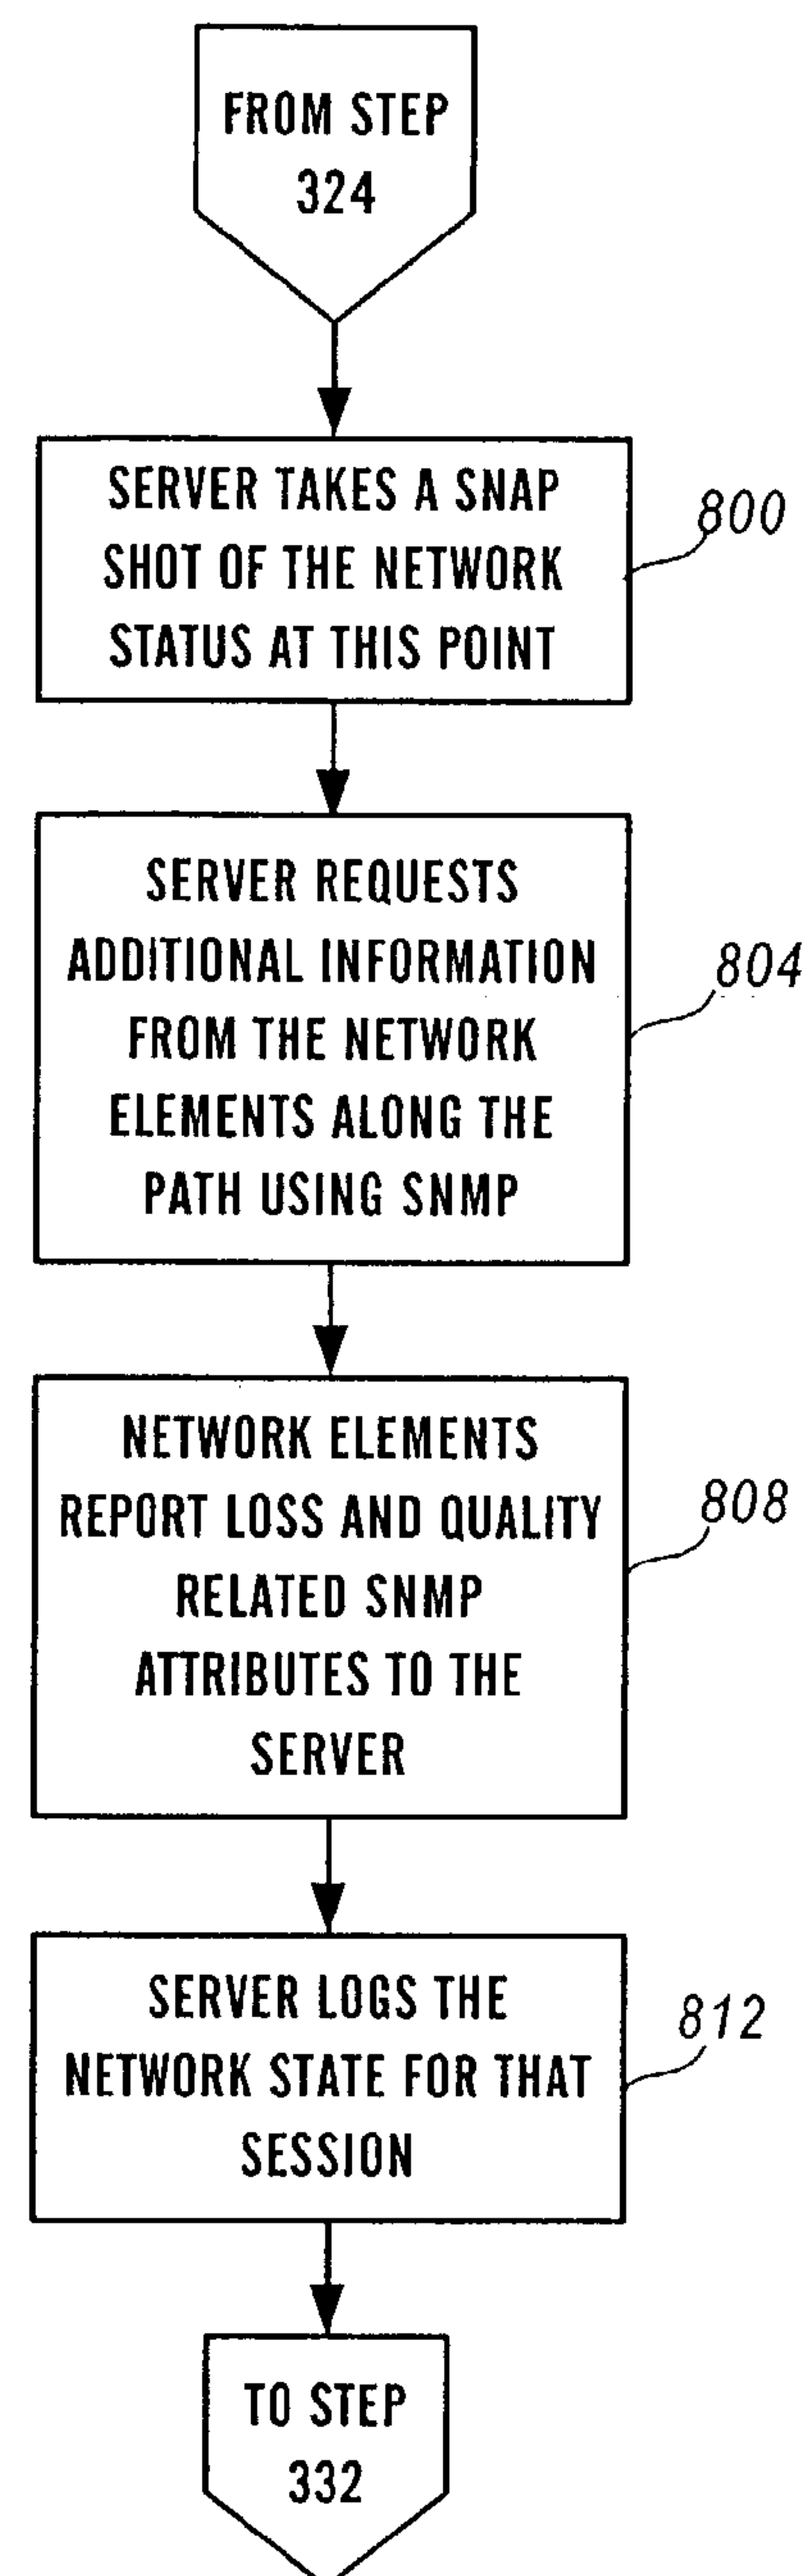 FROM STEP
324
SERVER TAKES A SNAP
SHOT OF THE NETWORK
STATUS AT THIS POINT
800
SERVER REQUESTS
ADDITIONAL INFORMATION
FROM THE NETWORK
ELEMENTS ALONG THE
PATH USING SNMP
804
NETWORK ELEMENTS
REPORT LOSS AND QUALITY
RELATED SNMP
ATTRIBUTES TO THE
SERVER
808
SERVER LOGS THE
NETWORK STATE FOR THAT
SESSION
812
TO STEP
332